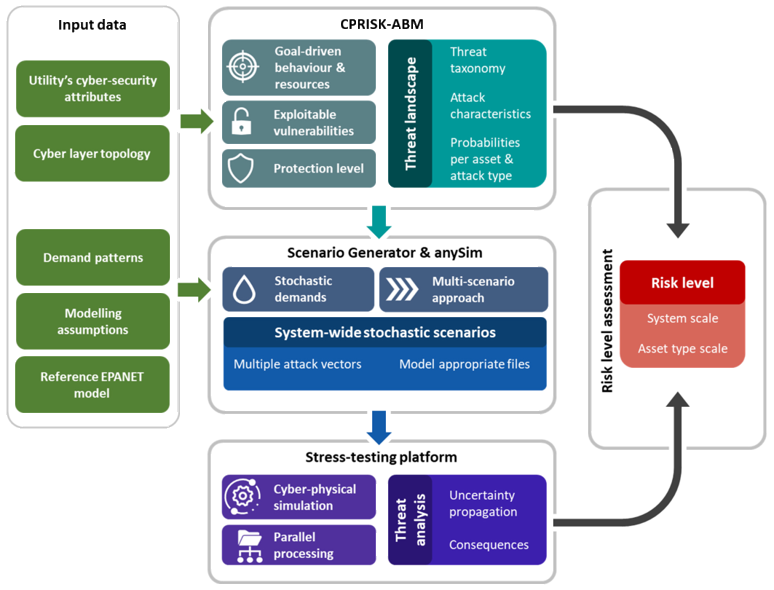 Input data
Utility's cyber-security
attributes
Cyber layer topology
Demand patterns
Modelling
assumptions
Reference EPANET
model
CPRISK-ABM
Goal-driven
behaviour &
resources
Exploitable
vulnerabilities
Protection level
Threat landscape
Threat
taxonomy
Attack
characteristics
Probabilities
per asset &
attack type
Scenario Generator & anySim
Stochastic
demands
Multi-scenario
approach
System-wide stochastic scenarios
Multiple attack vectors
Model appropriate files
Stress-testing platform
Cyber-physical
simulation
Parallel
processing
Threat
analysis
Uncertainty
propagation
Consequences
Risk level assessment
Risk level
System scale
Asset type scale